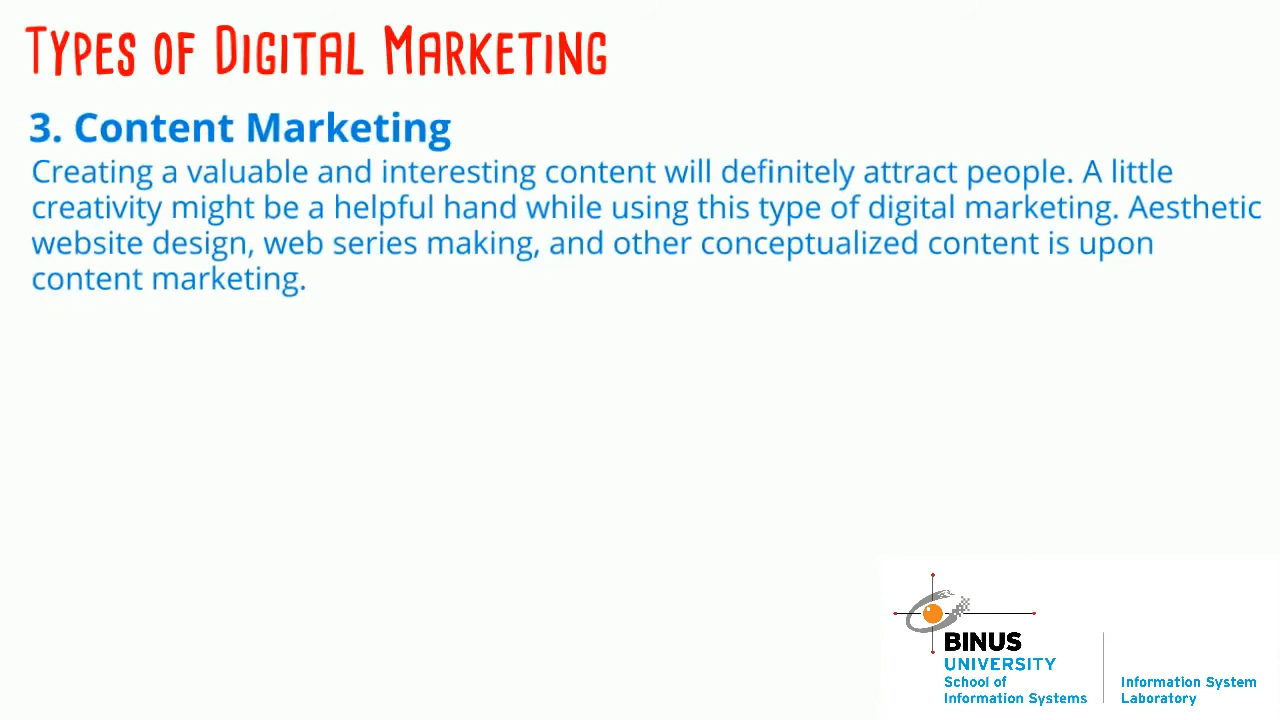 TYPES OF DIGITAL MARKETING
3. Content Marketing
Creating a valuable and interesting content will definitely attract people. A little
creativity might be a helpful hand while using this type of digital marketing. Aesthetic
website design, web series making, and other conceptualized content is upon
content marketing.
BINUS
UNIVERSITY
School of
Information Systems
Information System
Laboratory